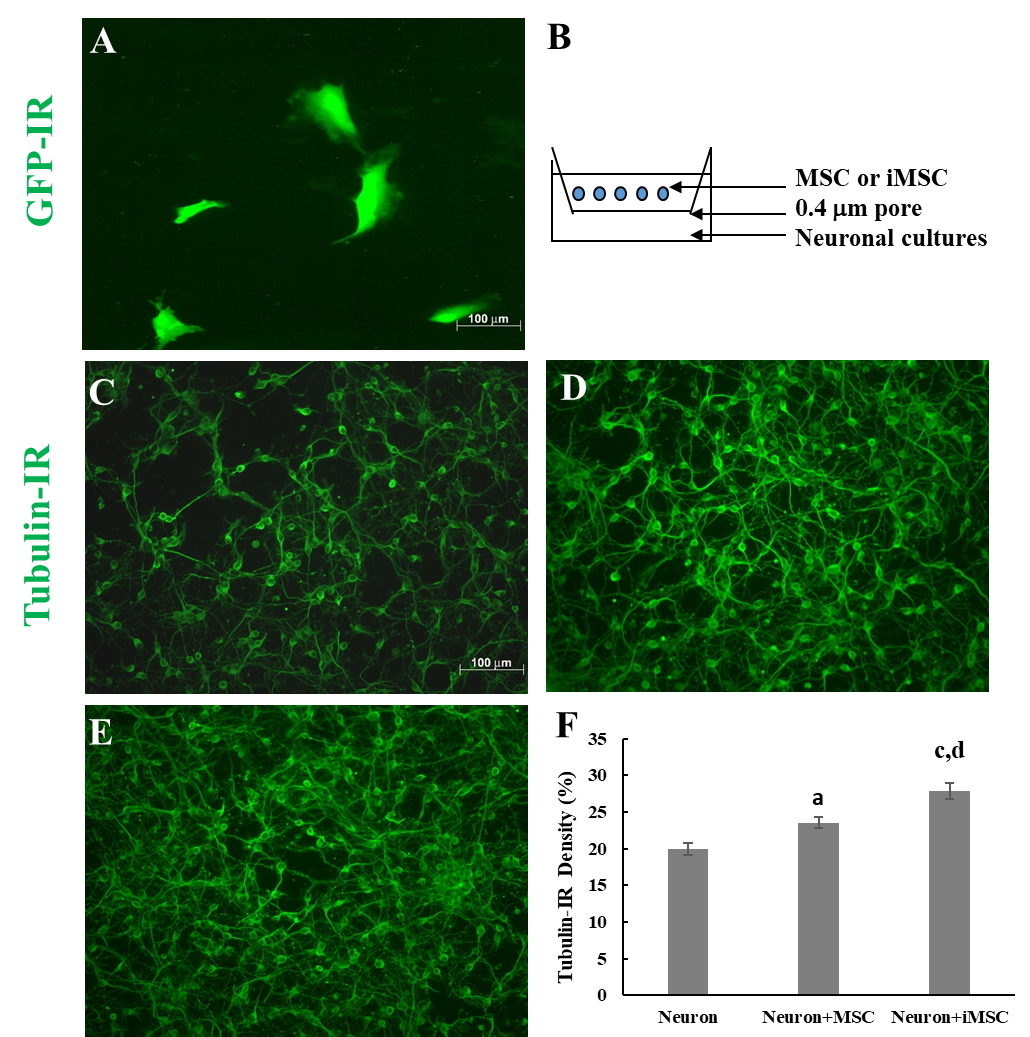 GFP-IR
A
100 μm
B
MSC or iMSC
0.4 μm pore
Neuronal cultures
Tubulin-IR
C
100 μm
D
E
F
Tubulin-IR Density (%)
35
30
25
20
15
10
5
0
a
c,d
Neuron
Neuron+MSC
Neuron+iMSC